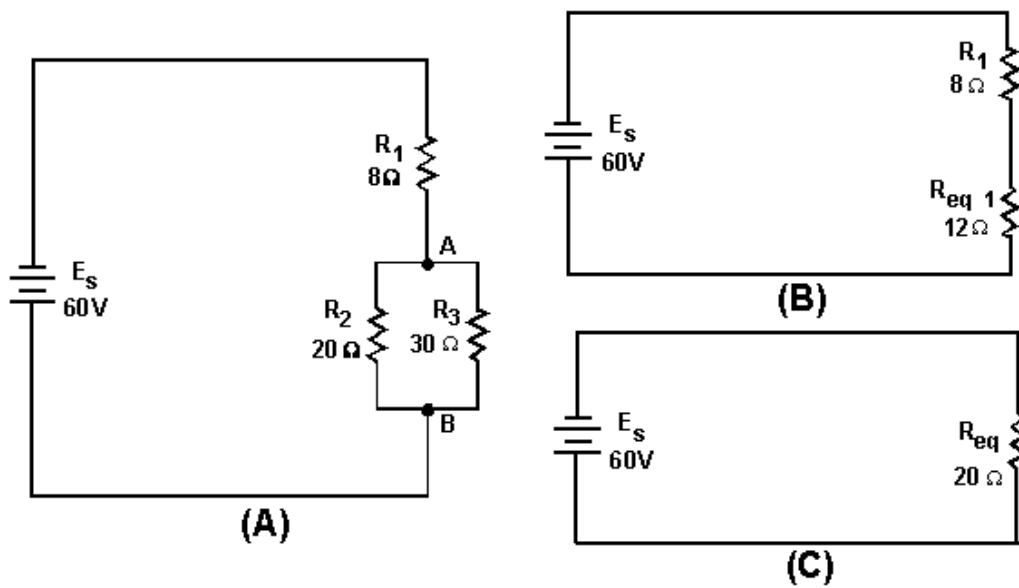 R1
8Ω
A
Es
60V
R2
20 Ω
R3
30 Ω
B
(A)
R1
8 Ω
Es
60V
Req 1
12 Ω
(B)
Es
60V
Req
20 Ω
(C)